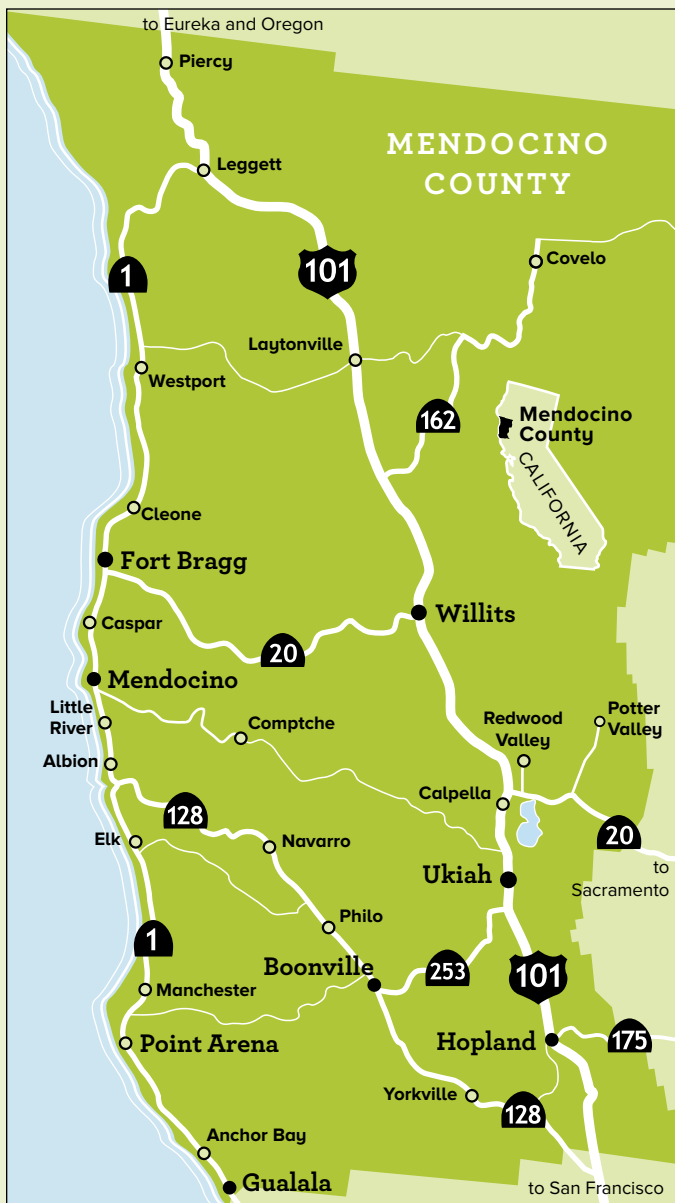 to Eureka and Oregon
Piercy
MENDOCINO
COUNTY
Leggett
101
Covelo
1
Laytonville
Westport
162
Mendocino
County
CALIFORNIA
Cleone
Fort Bragg
Willits
Caspar
20
Mendocino
Little
River
Comptche
Redwood
Valley
Potter
Valley
Albion
128
Calpella
Elk
Navarro
20
to
Sacramento
Ukiah
Philo
1
Boonville
253
101
Manchester
Point Arena
Hopland
175
Yorkville
128
Anchor Bay
Gualala
to San Francisco